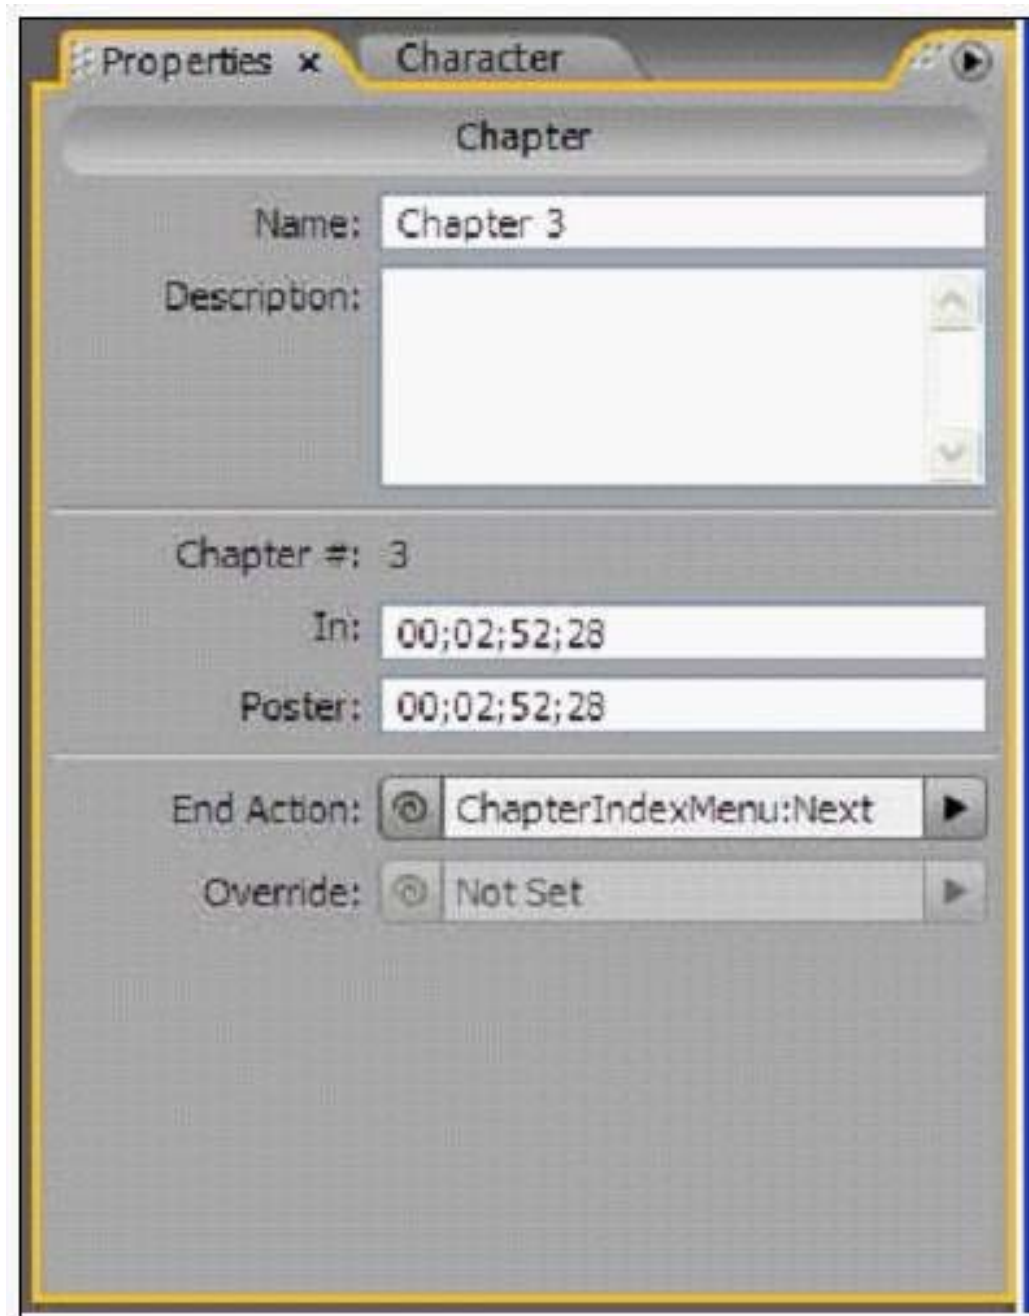 Properties x Character
Chapter
Name: Chapter 3
Description:
Chapter #: 3
In: 00;02;52;28
Poster: 00;02;52;28
End Action: ChapterIndexMenu:Next
Override: Not Set